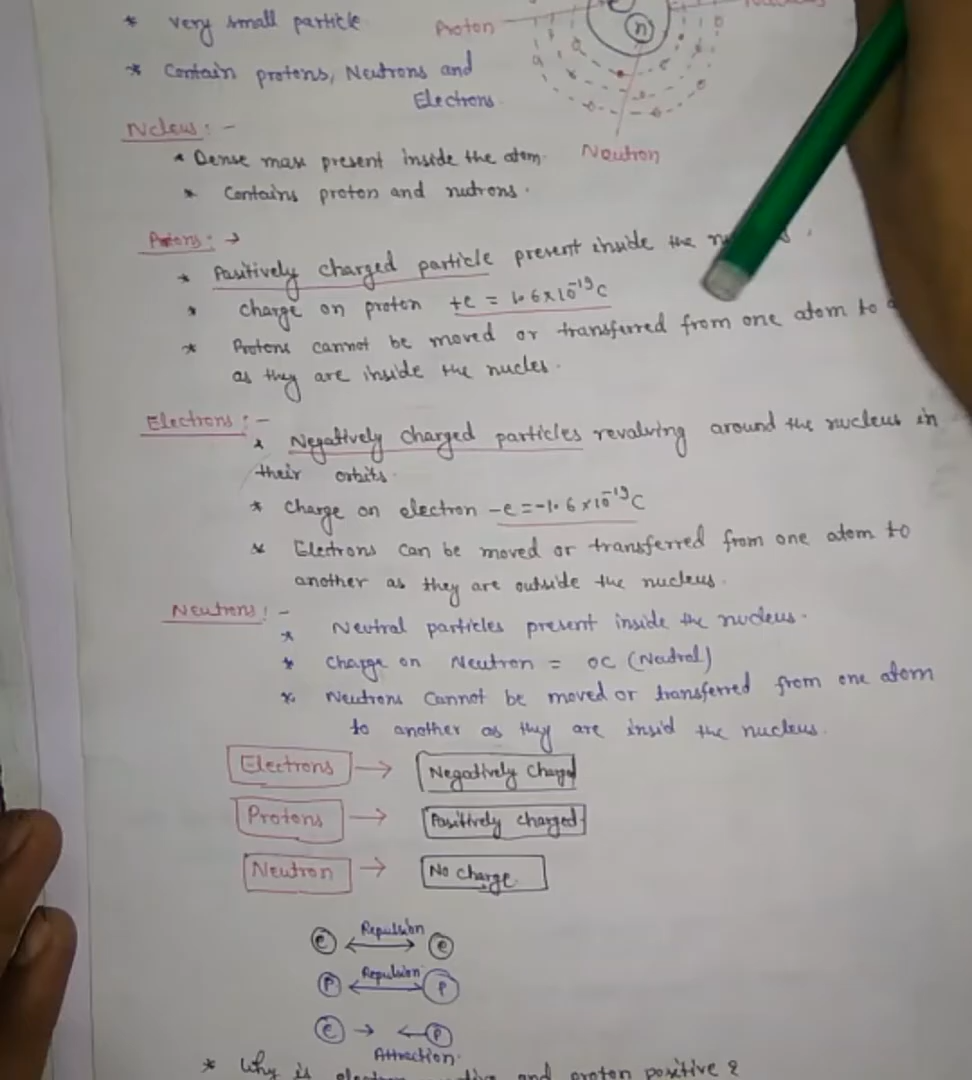 * Very small particle
Proton
n
* Contain protons, Neutrons and
Electrons.
Neutron
Ncleus : -
* Dense mass present inside the atom.
* Contains proton and nutrons.
Protons : →
* Positively charged particle present inside the
* charge on proton +e = 1.6x10⁻¹⁹C
* Protons cannot be moved or transferred from one atom to
as they are inside the nucles.
Electrons : -
* Negatively charged particles revolving around the nucleus in
their orbits.
* Charge on electron -e = -1.6x10⁻¹⁹C
* Electrons can be moved or transferred from one atom to
another as they are outside the nucleus.
Neutrons : -
* Neutral particles present inside the nucleus.
* Charge on Neutron = 0C (Neutral)
* Neutrons Cannot be moved or transferred from one atom
to another as they are insid the nucleus.
Electrons → Negatively Charged
Protons → Positively charged
Neutron → No charge
e Repulsion e
P Repulsion P
e → ← P
Attraction.
* Why is and proton positive ?